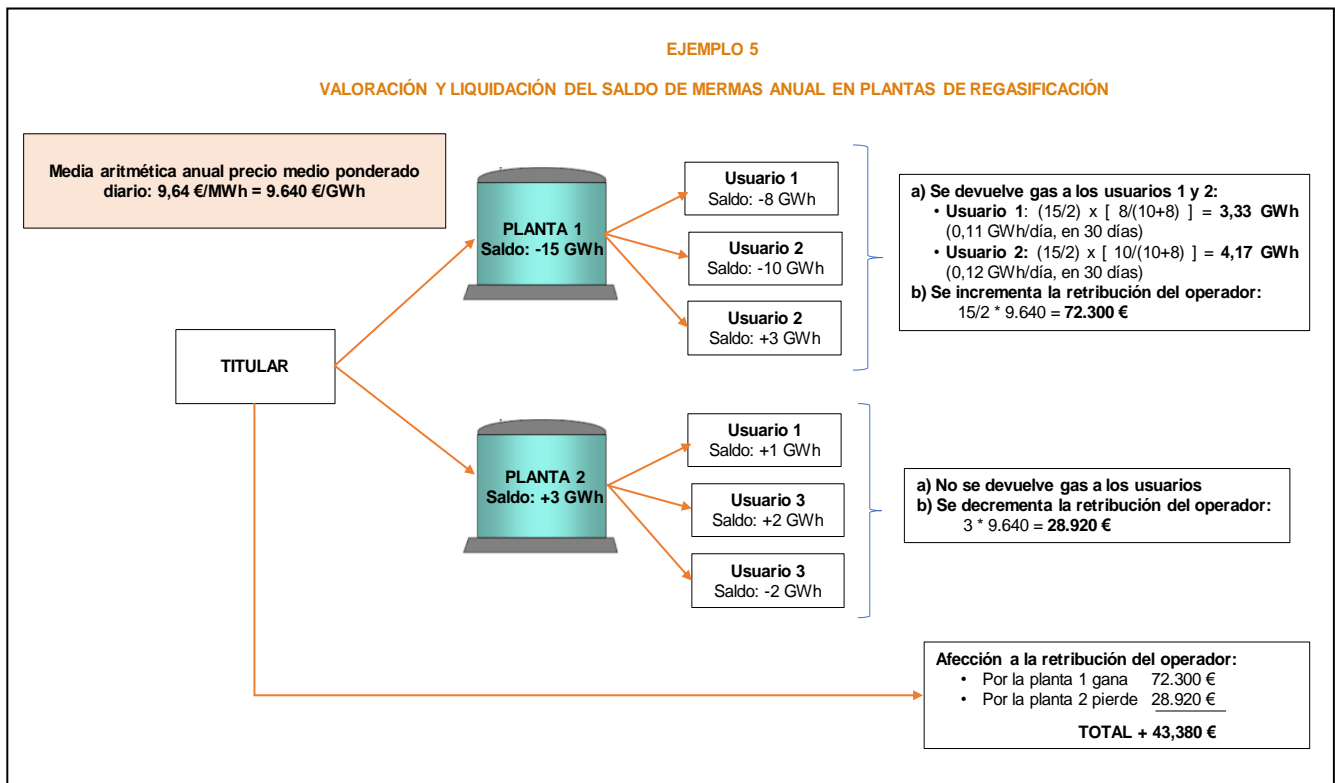 EJEMPLO 5
VALORACIÓN Y LIQUIDACIÓN DEL SALDO DE MERMAS ANUAL EN PLANTAS DE REGASIFICACIÓN
Media aritmética anual precio medio ponderado
diario: 9,64 €/MWh = 9.640 €/GWh
TITULAR
PLANTA 1
Saldo: -15 GWh
Usuario 1
Saldo: -8 GWh
Usuario 2
Saldo: -10 GWh
Usuario 2
Saldo: +3 GWh
a) Se devuelve gas a los usuarios 1 y 2:
• Usuario 1: (15/2) x [ 8/(10+8) ] = 3,33 GWh
(0,11 GWh/día, en 30 días)
• Usuario 2: (15/2) x [ 10/(10+8) ] = 4,17 GWh
(0,12 GWh/día, en 30 días)
b) Se incrementa la retribución del operador:
15/2 * 9.640 = 72.300 €
PLANTA 2
Saldo: +3 GWh
Usuario 1
Saldo: +1 GWh
Usuario 3
Saldo: +2 GWh
Usuario 3
Saldo: -2 GWh
a) No se devuelve gas a los usuarios
b) Se decrementa la retribución del operador:
3 * 9.640 = 28.920 €
Afección a la retribución del operador:
• Por la planta 1 gana 72.300 €
• Por la planta 2 pierde 28.920 €
TOTAL + 43,380 €